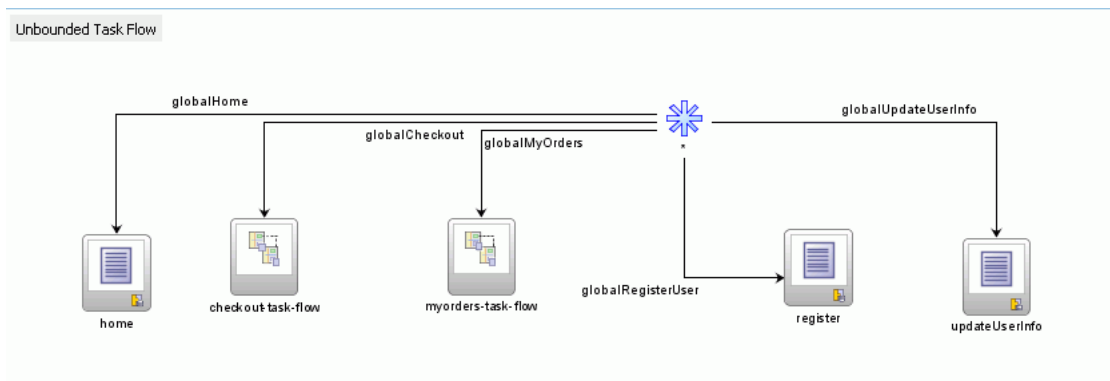 Unbounded Task Flow
globalHome
globalUpdateUserInfo
globalCheckout
globalMyOrders
*
globalRegisterUser
home
checkout-task-flow
myorders-task-flow
register
updateUserInfo